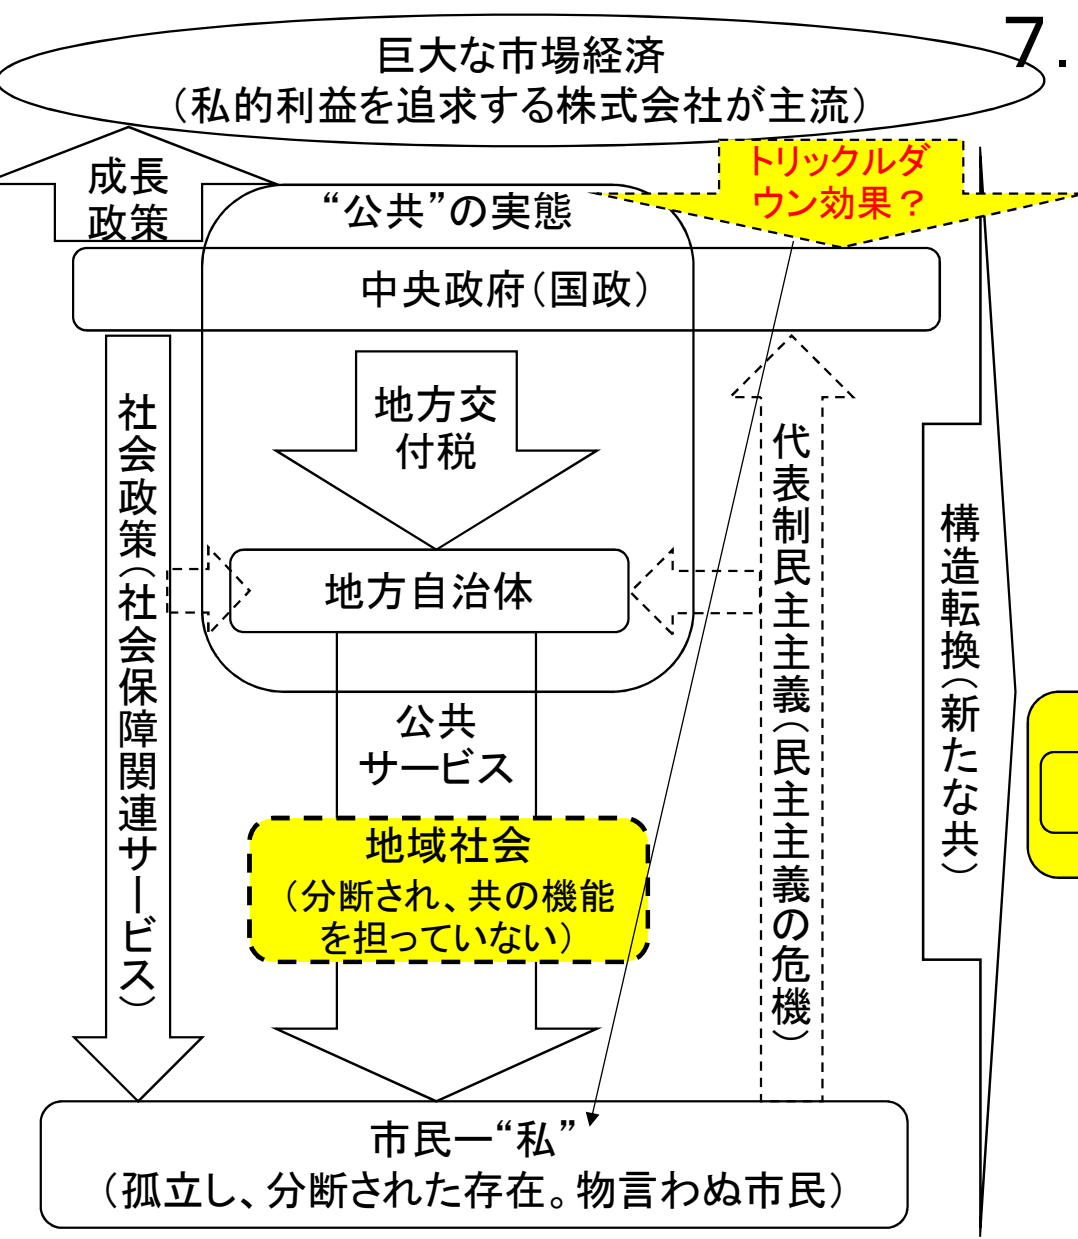 7.
巨大な市場経済
（私的利益を追求する株式会社が主流）
成長
政策
“公共”の実態
トリックルダ
ウン効果？
中央政府（国政）
地方交
付税
社会政策（社会保障関連サービス）
代表制民主主義（民主主義の危機）
構造転換（新たな共）
地方自治体
公共
サービス
地域社会
（分断され、共の機能
を担っていない）
市民―“私”
（孤立し、分断された存在。物言わぬ市民）